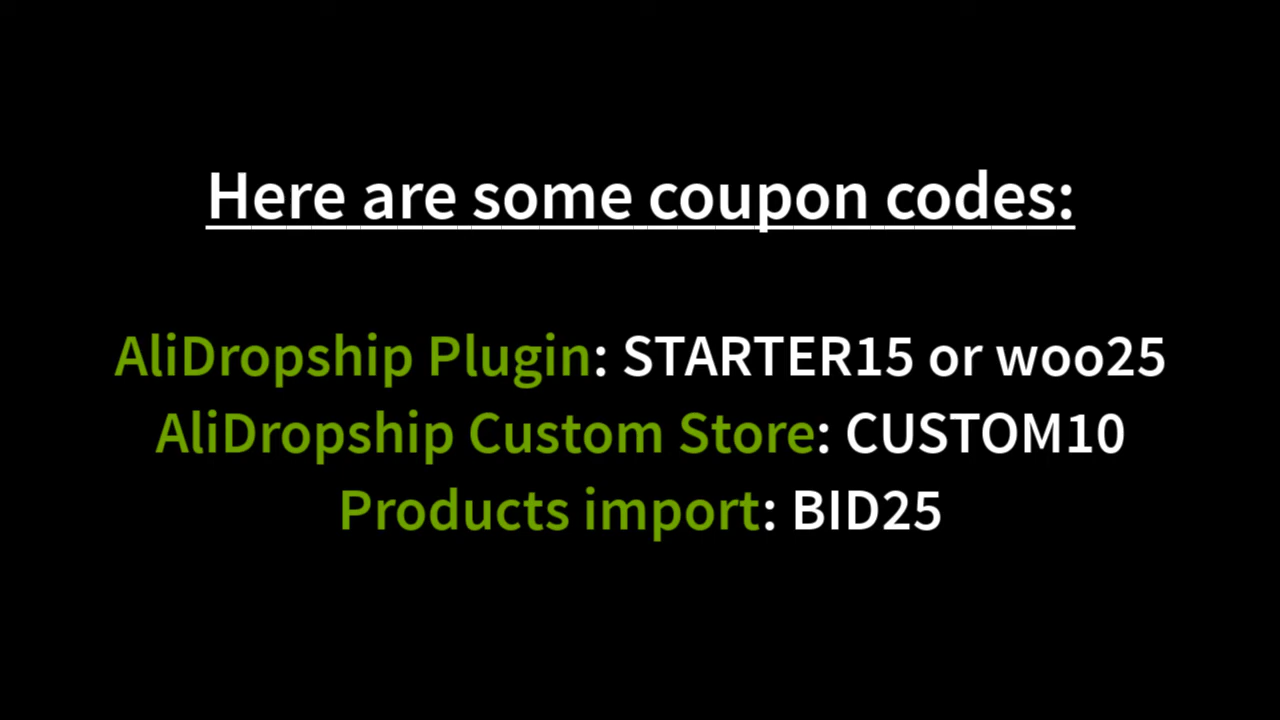 Here are some coupon codes:
AliDropship Plugin: STARTER15 or woo25
AliDropship Custom Store: CUSTOM10
Products import: BID25